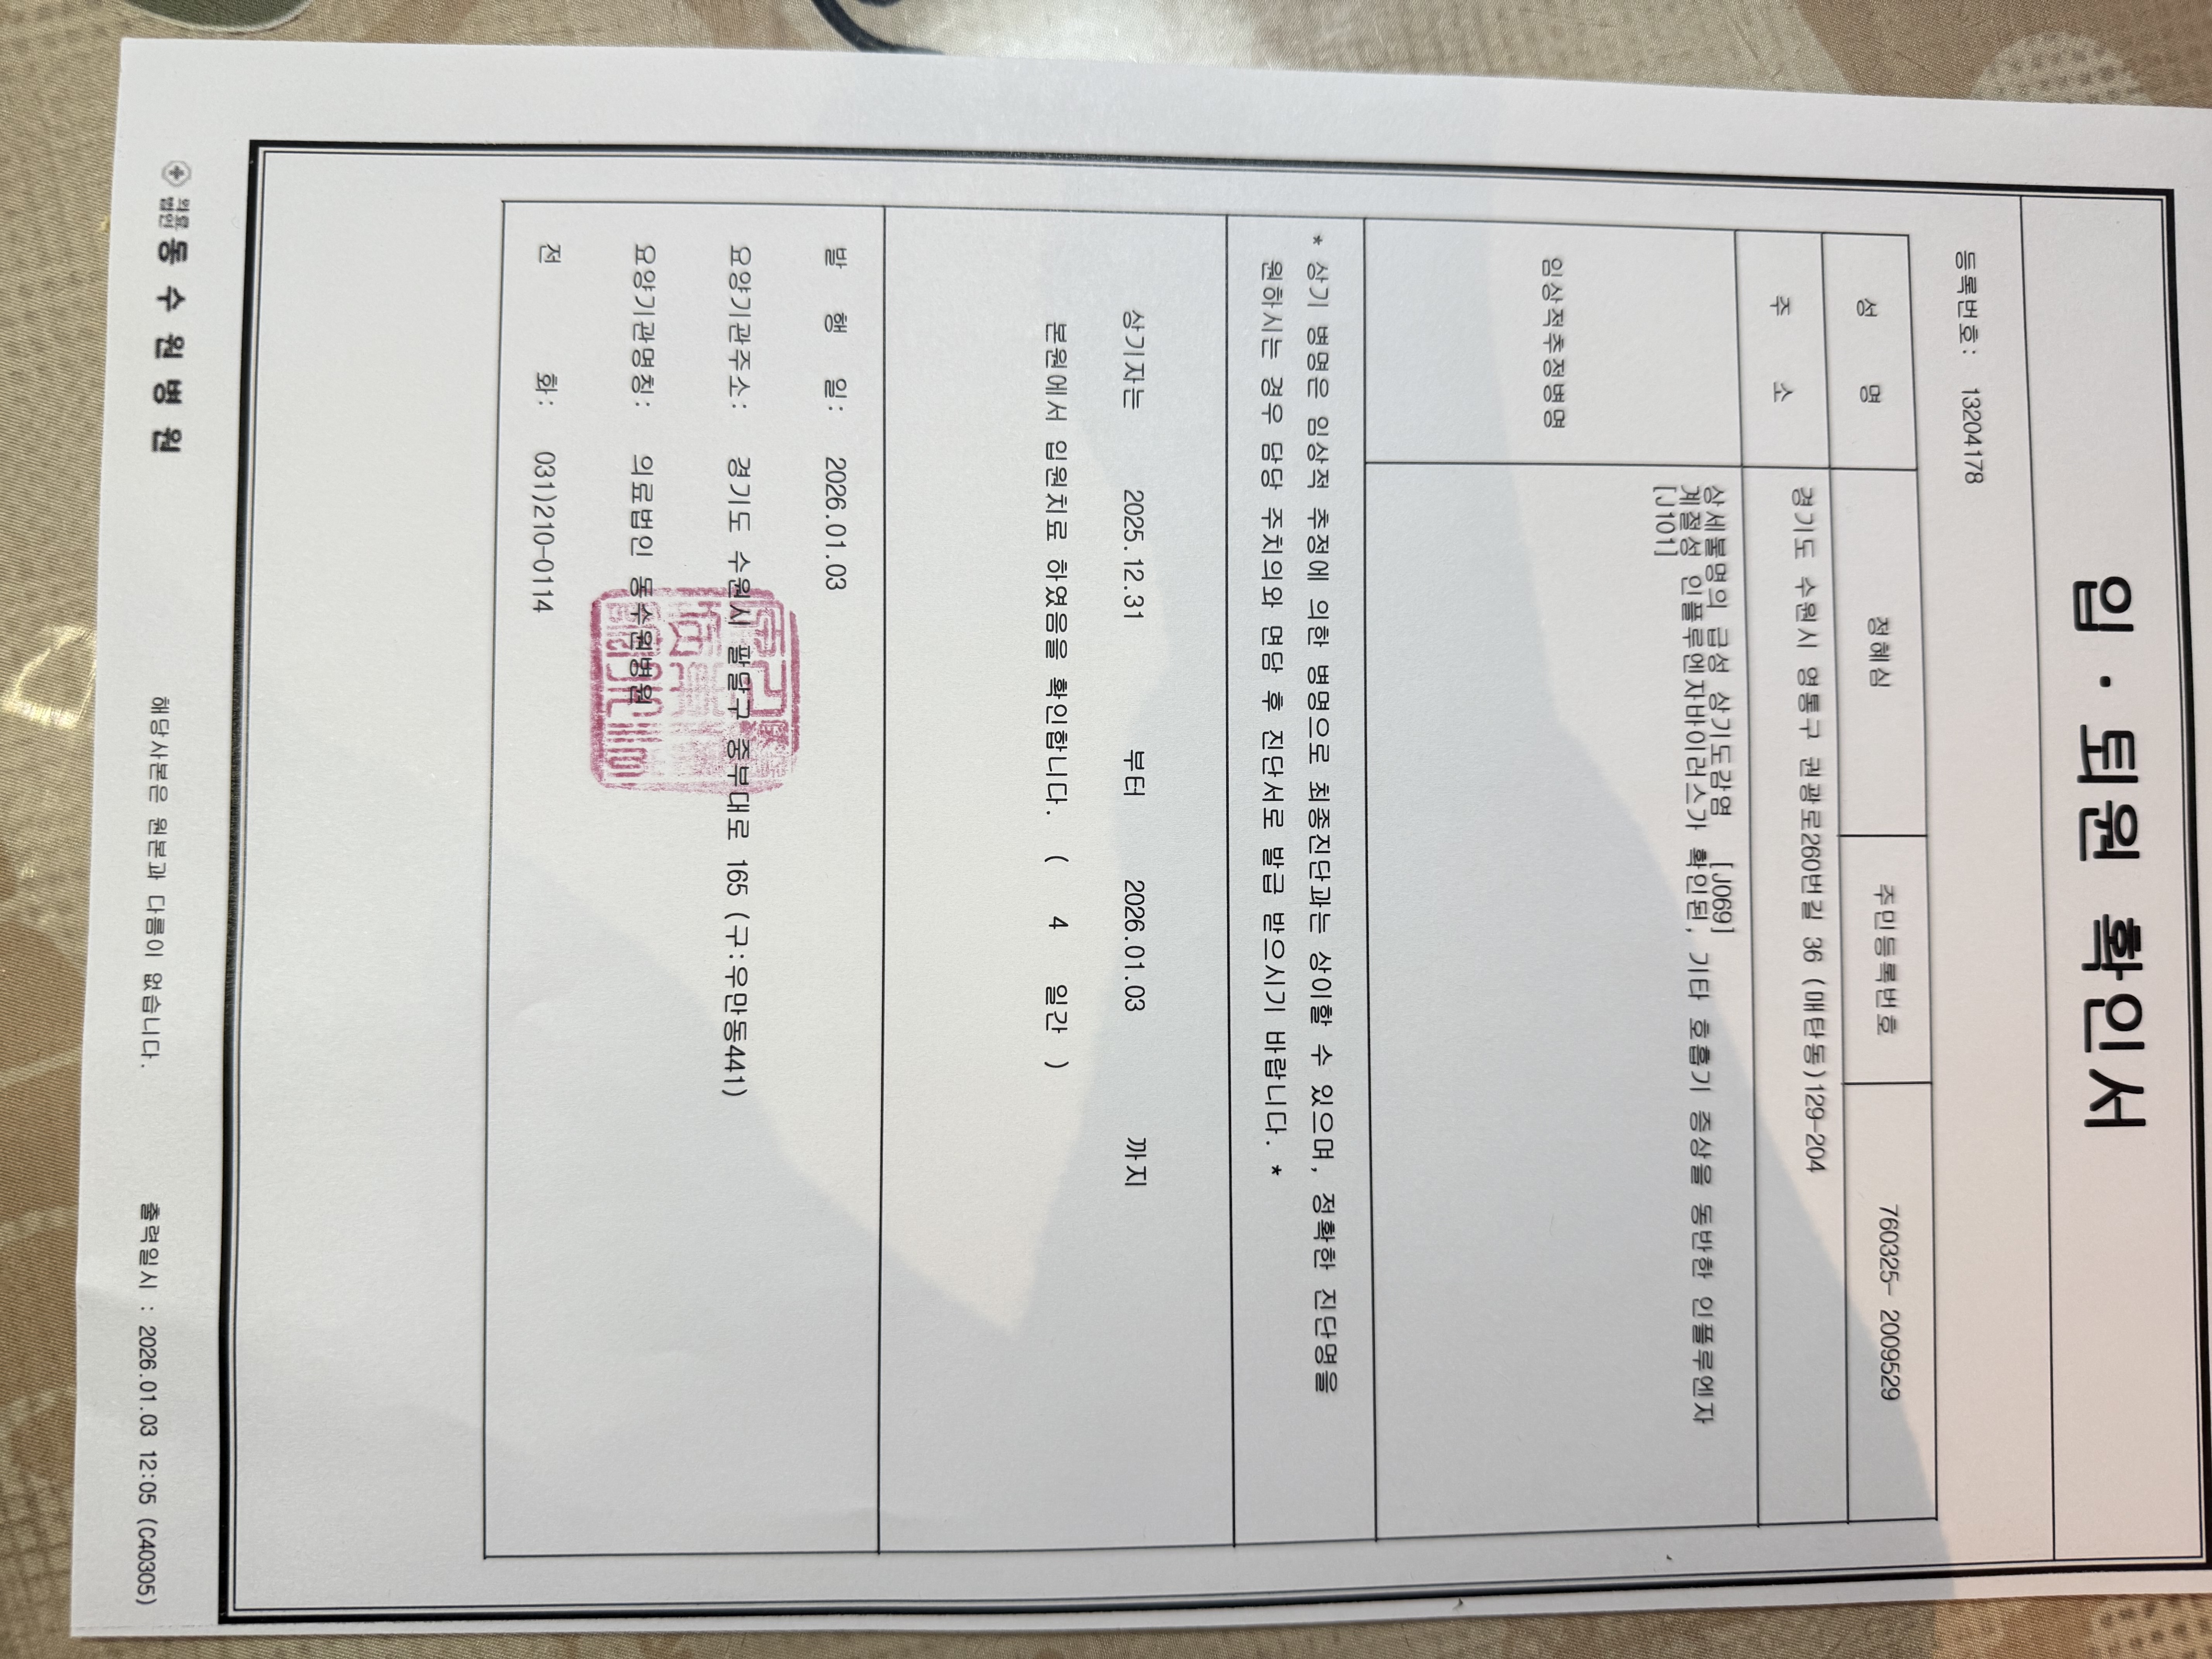 입 · 퇴원 확인서
등록번호: 13204178
성 명 정혜심 주민등록번호 760325- 2009529
주 소 경기도 수원시 영통구 권광로260번길 36 (매탄동)129-204
임상적추정병명
상세불명의 급성 상기도감염 [J069]
계절성 인플루엔자바이러스가 확인된, 기타 호흡기 증상을 동반한 인플루엔자
[J101]
* 상기 병명은 임상적 추정에 의한 병명으로 최종진단과는 상이할 수 있으며, 정확한 진단명을
원하시는 경우 담당 주치의와 면담 후 진단서로 발급 받으시기 바랍니다. *
상기자는 2025.12.31 부터 2026.01.03 까지
본원에서 입원치료 하였음을 확인합니다. ( 4 일간 )
발 행 일: 2026.01.03
요양기관주소: 경기도 수원시 팔달구 중부대로 165 (구:우만동441)
요양기관명칭: 의료법인 동수원병원
전 화: 031)210-0114
의료법인 동수원병원 해당사본은 원본과 다름이 없습니다. 출력일시 : 2026.01.03 12:05 (C40305)